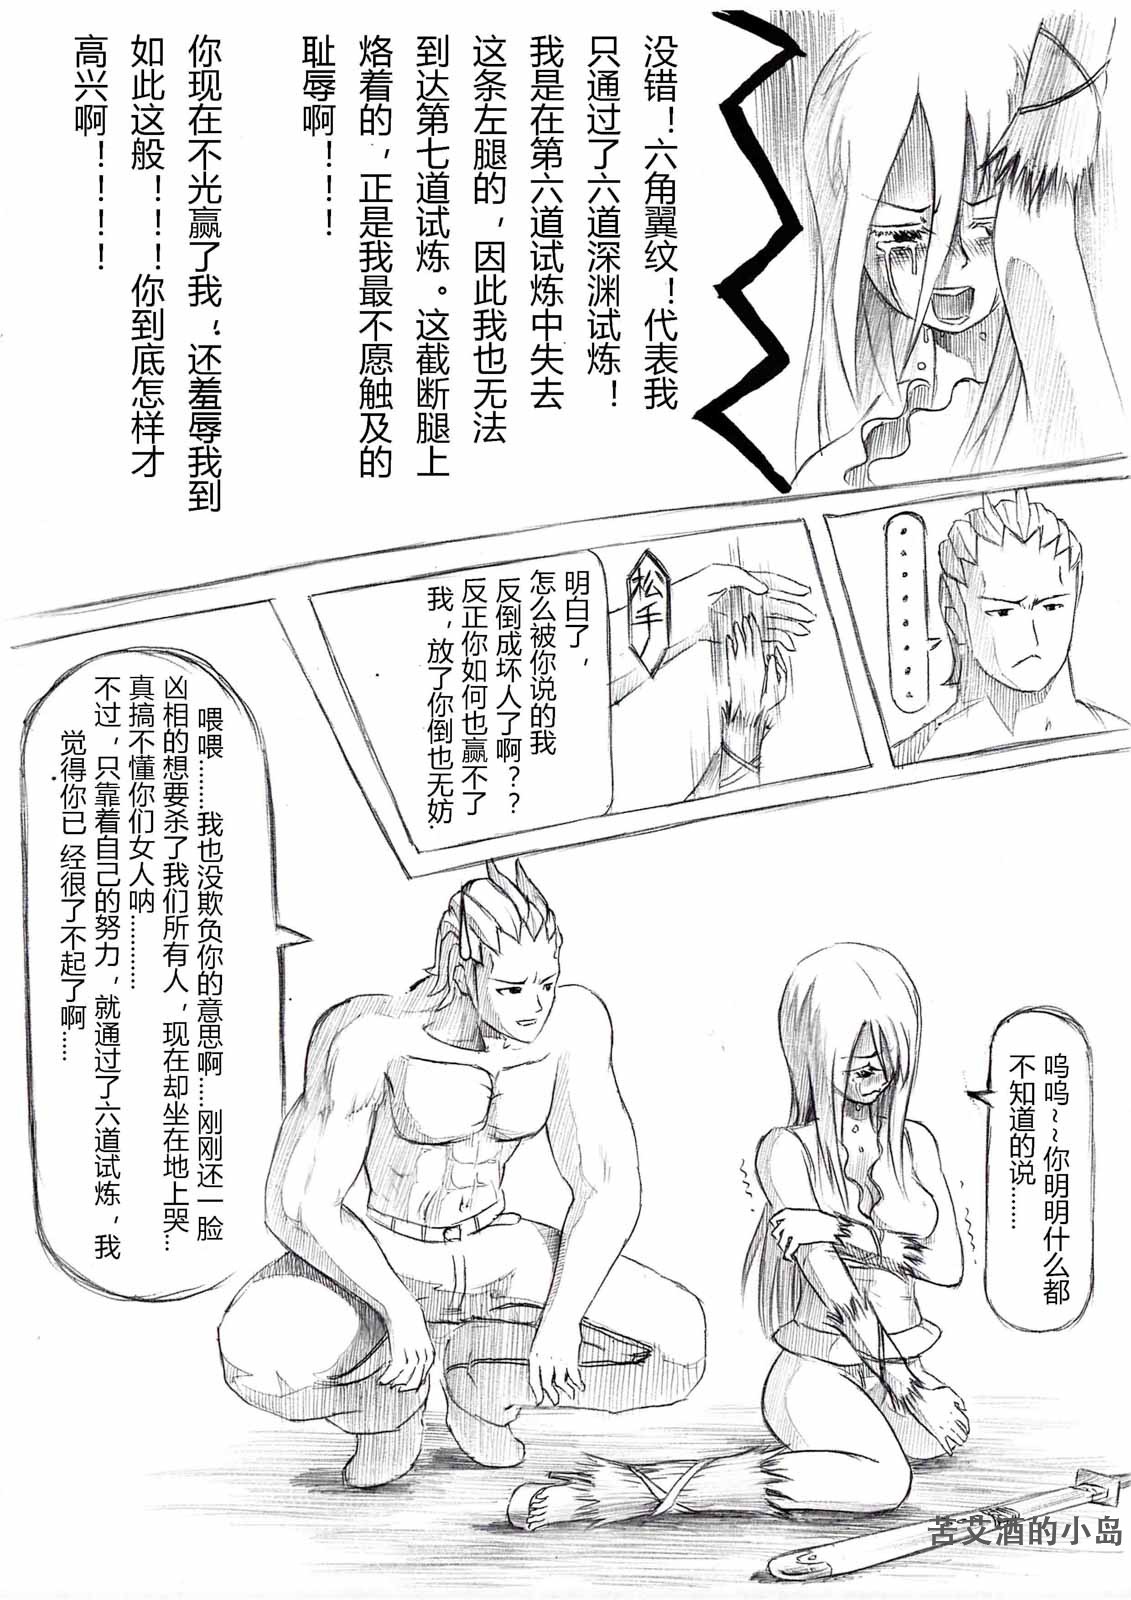 没错！六角翼纹！代表我
只通过了六道深渊试炼！
我是在第六道试炼中失去
这条左腿的，因此我也无法
到达第七道试炼。这截断腿上
烙着的，正是我最不愿触及的
耻辱啊！！！
你现在不光赢了我，还羞辱我到
如此这般！！！你到底怎样才
高兴啊！！！！！
松手
明白了，
怎么被你说的我
反倒成坏人了啊？？
反正你如何也赢不了
我，放了你倒也无妨
喂喂……我也没欺负你的意思啊……刚刚还一脸
凶相的想要杀了我们所有人，现在却坐在地上哭…
真搞不懂你们女人呐…………
不过，只靠着自己的努力，就通过了六道试炼，我
觉得你已经很了不起了啊……
呜呜～～你明明什么都
不知道的说……
苦艾酒的小岛